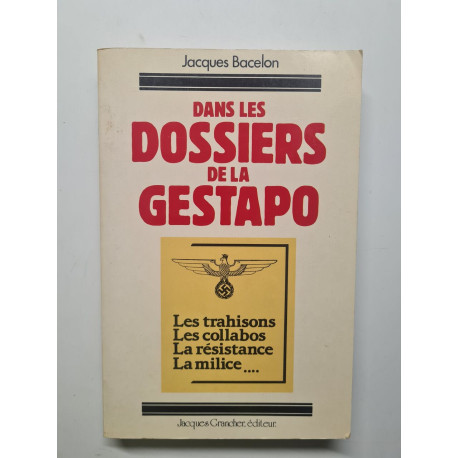 Jacques Bacelon
DANS LES
DOSSIERS
DE LA
GESTAPO
Les trahisons
Les collabos
La résistance
La milice....
Jacques Grancher, éditeur.